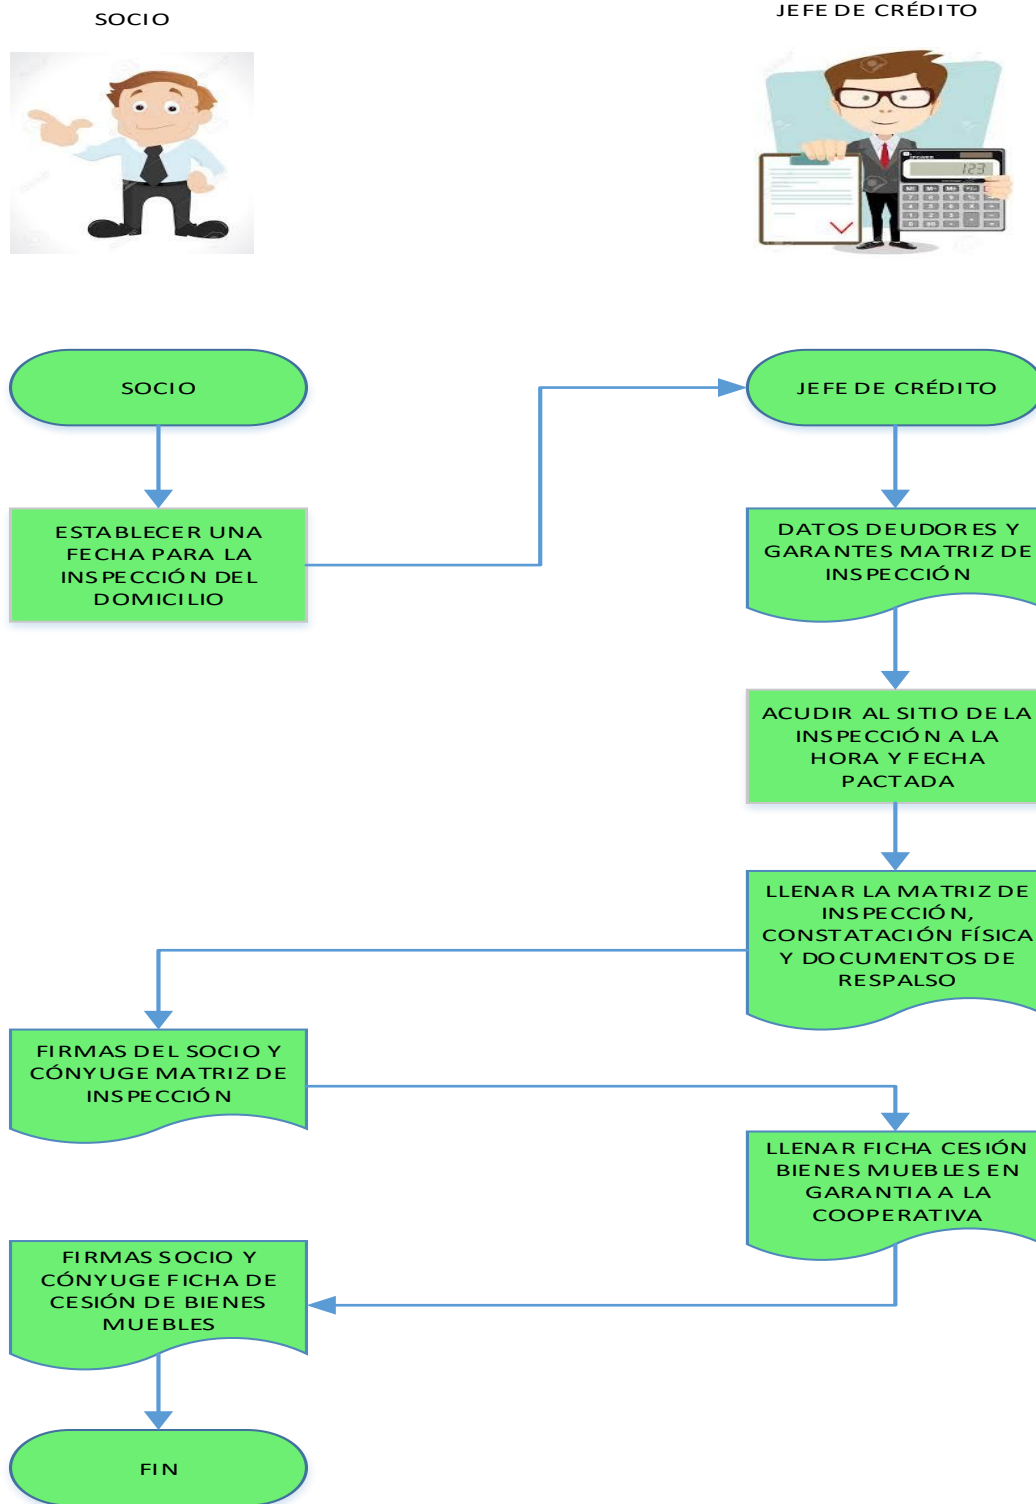 SOCIO
JEFE DE CRÉDITO
123
SOCIO
JEFE DE CRÉDITO
ESTABLECER UNA
FECHA PARA LA
INSPECCIÓN DEL
DOMICILIO
DATOS DEUDORES Y
GARANTES MATRIZ DE
INSPECCIÓN
ACUDIR AL SITIO DE LA
INSPECCIÓN A LA
HORA Y FECHA
PACTADA
LLENAR LA MATRIZ DE
INSPECCIÓN,
CONSTATACIÓN FÍSICA
Y DOCUMENTOS DE
RESPALSO
FIRMAS DEL SOCIO Y
CÓNYUGE MATRIZ DE
INSPECCIÓN
LLENAR FICHA CESIÓN
BIENES MUEBLES EN
GARANTIA A LA
COOPERATIVA
FIRMAS SOCIO Y
CÓNYUGE FICHA DE
CESIÓN DE BIENES
MUEBLES
FIN